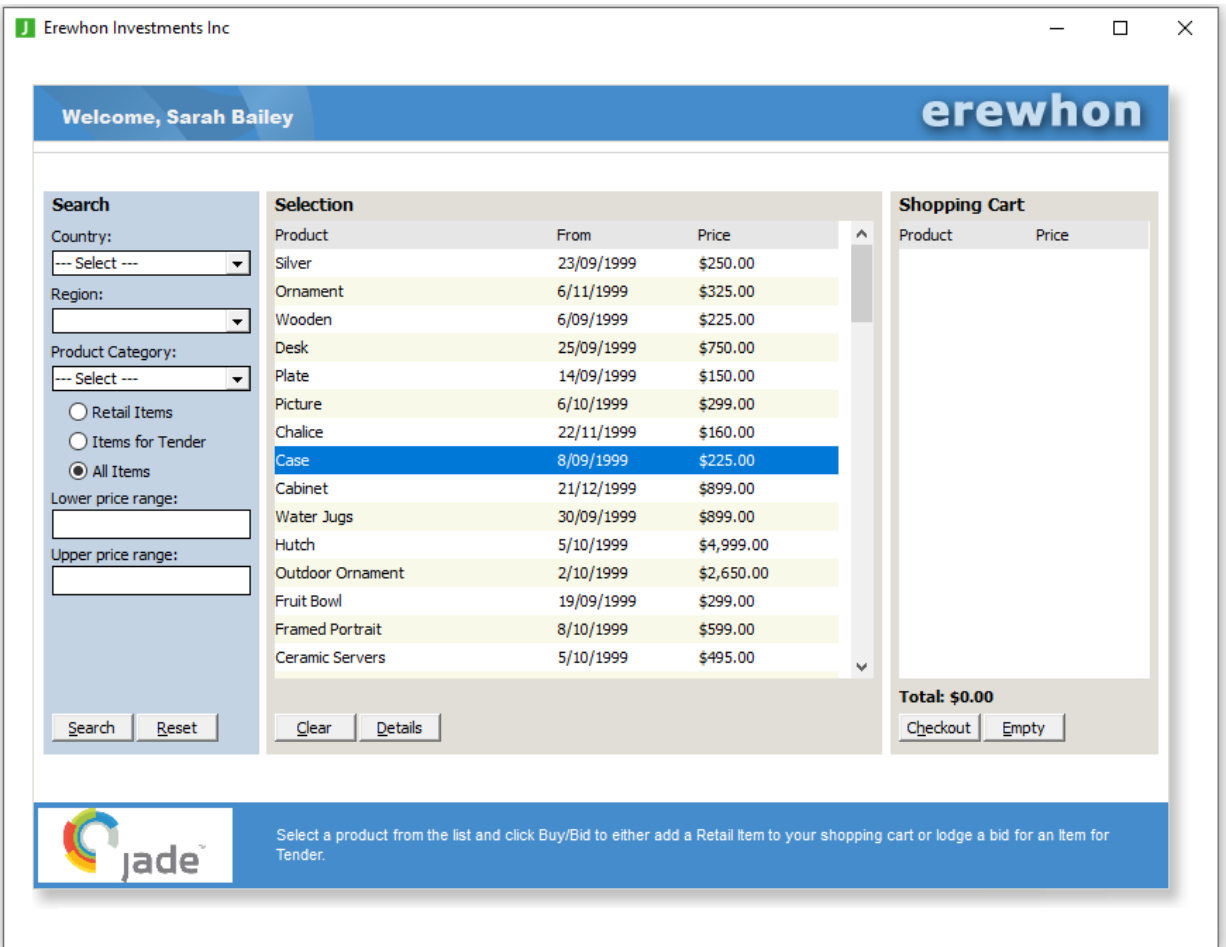 Erewhon Investments Inc
Welcome, Sarah Bailey
erewhon
Search
Country:
--- Select ---
Region:
Product Category:
--- Select ---
Retail Items
Items for Tender
All Items
Lower price range:
Upper price range:
Search Reset
Selection
Product From Price
Silver 23/09/1999 $250.00
Ornament 6/11/1999 $325.00
Wooden 6/09/1999 $225.00
Desk 25/09/1999 $750.00
Plate 14/09/1999 $150.00
Picture 6/10/1999 $299.00
Chalice 22/11/1999 $160.00
Case 8/09/1999 $225.00
Cabinet 21/12/1999 $899.00
Water Jugs 30/09/1999 $899.00
Hutch 5/10/1999 $4,999.00
Outdoor Ornament 2/10/1999 $2,650.00
Fruit Bowl 19/09/1999 $299.00
Framed Portrait 8/10/1999 $599.00
Ceramic Servers 5/10/1999 $495.00
Clear Details
Shopping Cart
Product Price
Total: $0.00
Checkout Empty
jade™
Select a product from the list and click Buy/Bid to either add a Retail Item to your shopping cart or lodge a bid for an Item for
Tender.